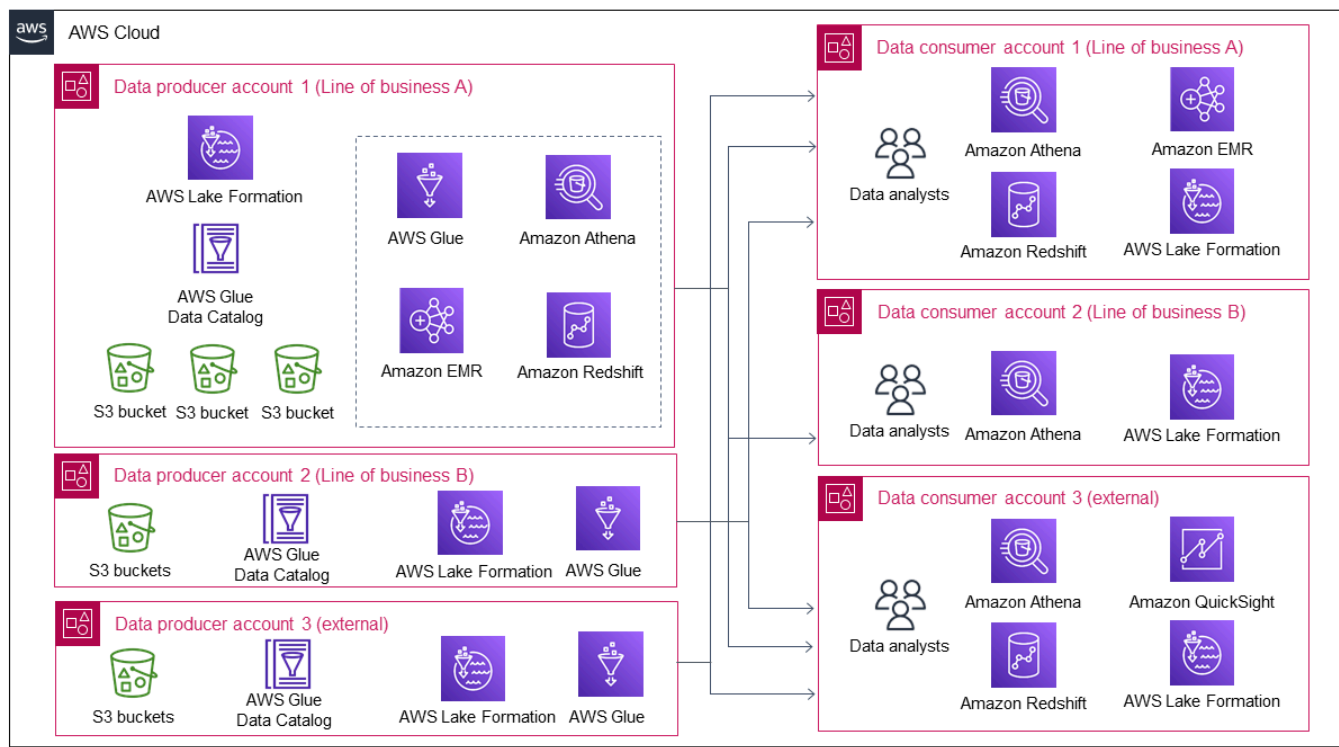 aws
AWS Cloud
Data producer account 1 (Line of business A)
AWS Lake Formation
AWS Glue
Data Catalog
S3 bucket
S3 bucket
S3 bucket
AWS Glue
Amazon Athena
Amazon EMR
Amazon Redshift
Data producer account 2 (Line of business B)
S3 buckets
AWS Glue
Data Catalog
AWS Lake Formation
AWS Glue
Data producer account 3 (external)
S3 buckets
AWS Glue
Data Catalog
AWS Lake Formation
AWS Glue
Data consumer account 1 (Line of business A)
Data analysts
Amazon Athena
Amazon EMR
Amazon Redshift
AWS Lake Formation
Data consumer account 2 (Line of business B)
Data analysts
Amazon Athena
AWS Lake Formation
Data consumer account 3 (external)
Data analysts
Amazon Athena
Amazon QuickSight
Amazon Redshift
AWS Lake Formation